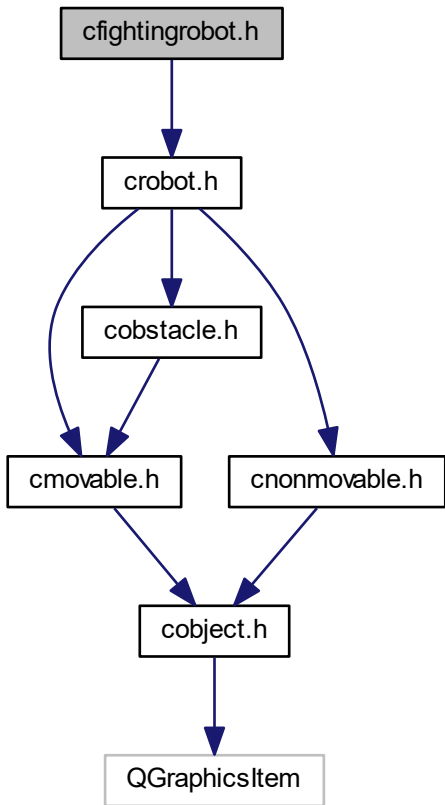 cfightingrobot.h
crobot.h
cobstacle.h
cmovable.h
cnonmovable.h
cobject.h
QGraphicsItem